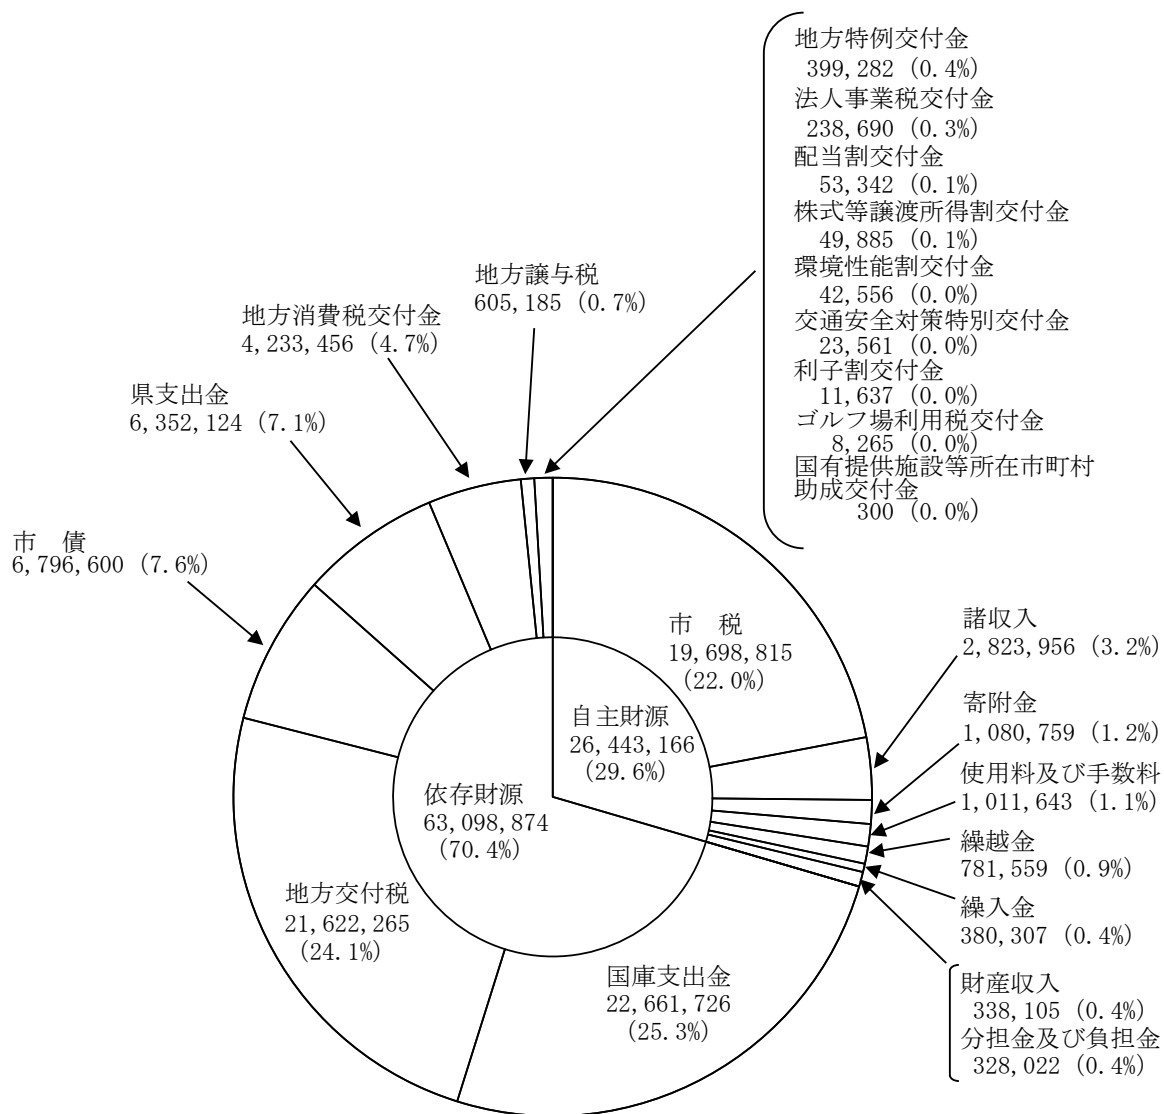 地方特例交付金
399,282 (0.4%)
法人事業税交付金
238,690 (0.3%)
配当割交付金
53,342 (0.1%)
株式等譲渡所得割交付金
49,885 (0.1%)
環境性能割交付金
42,556 (0.0%)
交通安全対策特別交付金
23,561 (0.0%)
利子割交付金
11,637 (0.0%)
ゴルフ場利用税交付金
8,265 (0.0%)
国有提供施設等所在市町村
助成交付金
300 (0.0%)
地方譲与税
605,185 (0.7%)
地方消費税交付金
4,233,456 (4.7%)
県支出金
6,352,124 (7.1%)
市　債
6,796,600 (7.6%)
市　税
19,698,815
(22.0%)
諸収入
2,823,956 (3.2%)
寄附金
1,080,759 (1.2%)
使用料及び手数料
1,011,643 (1.1%)
繰越金
781,559 (0.9%)
繰入金
380,307 (0.4%)
財産収入
338,105 (0.4%)
分担金及び負担金
328,022 (0.4%)
自主財源
26,443,166
(29.6%)
依存財源
63,098,874
(70.4%)
地方交付税
21,622,265
(24.1%)
国庫支出金
22,661,726
(25.3%)